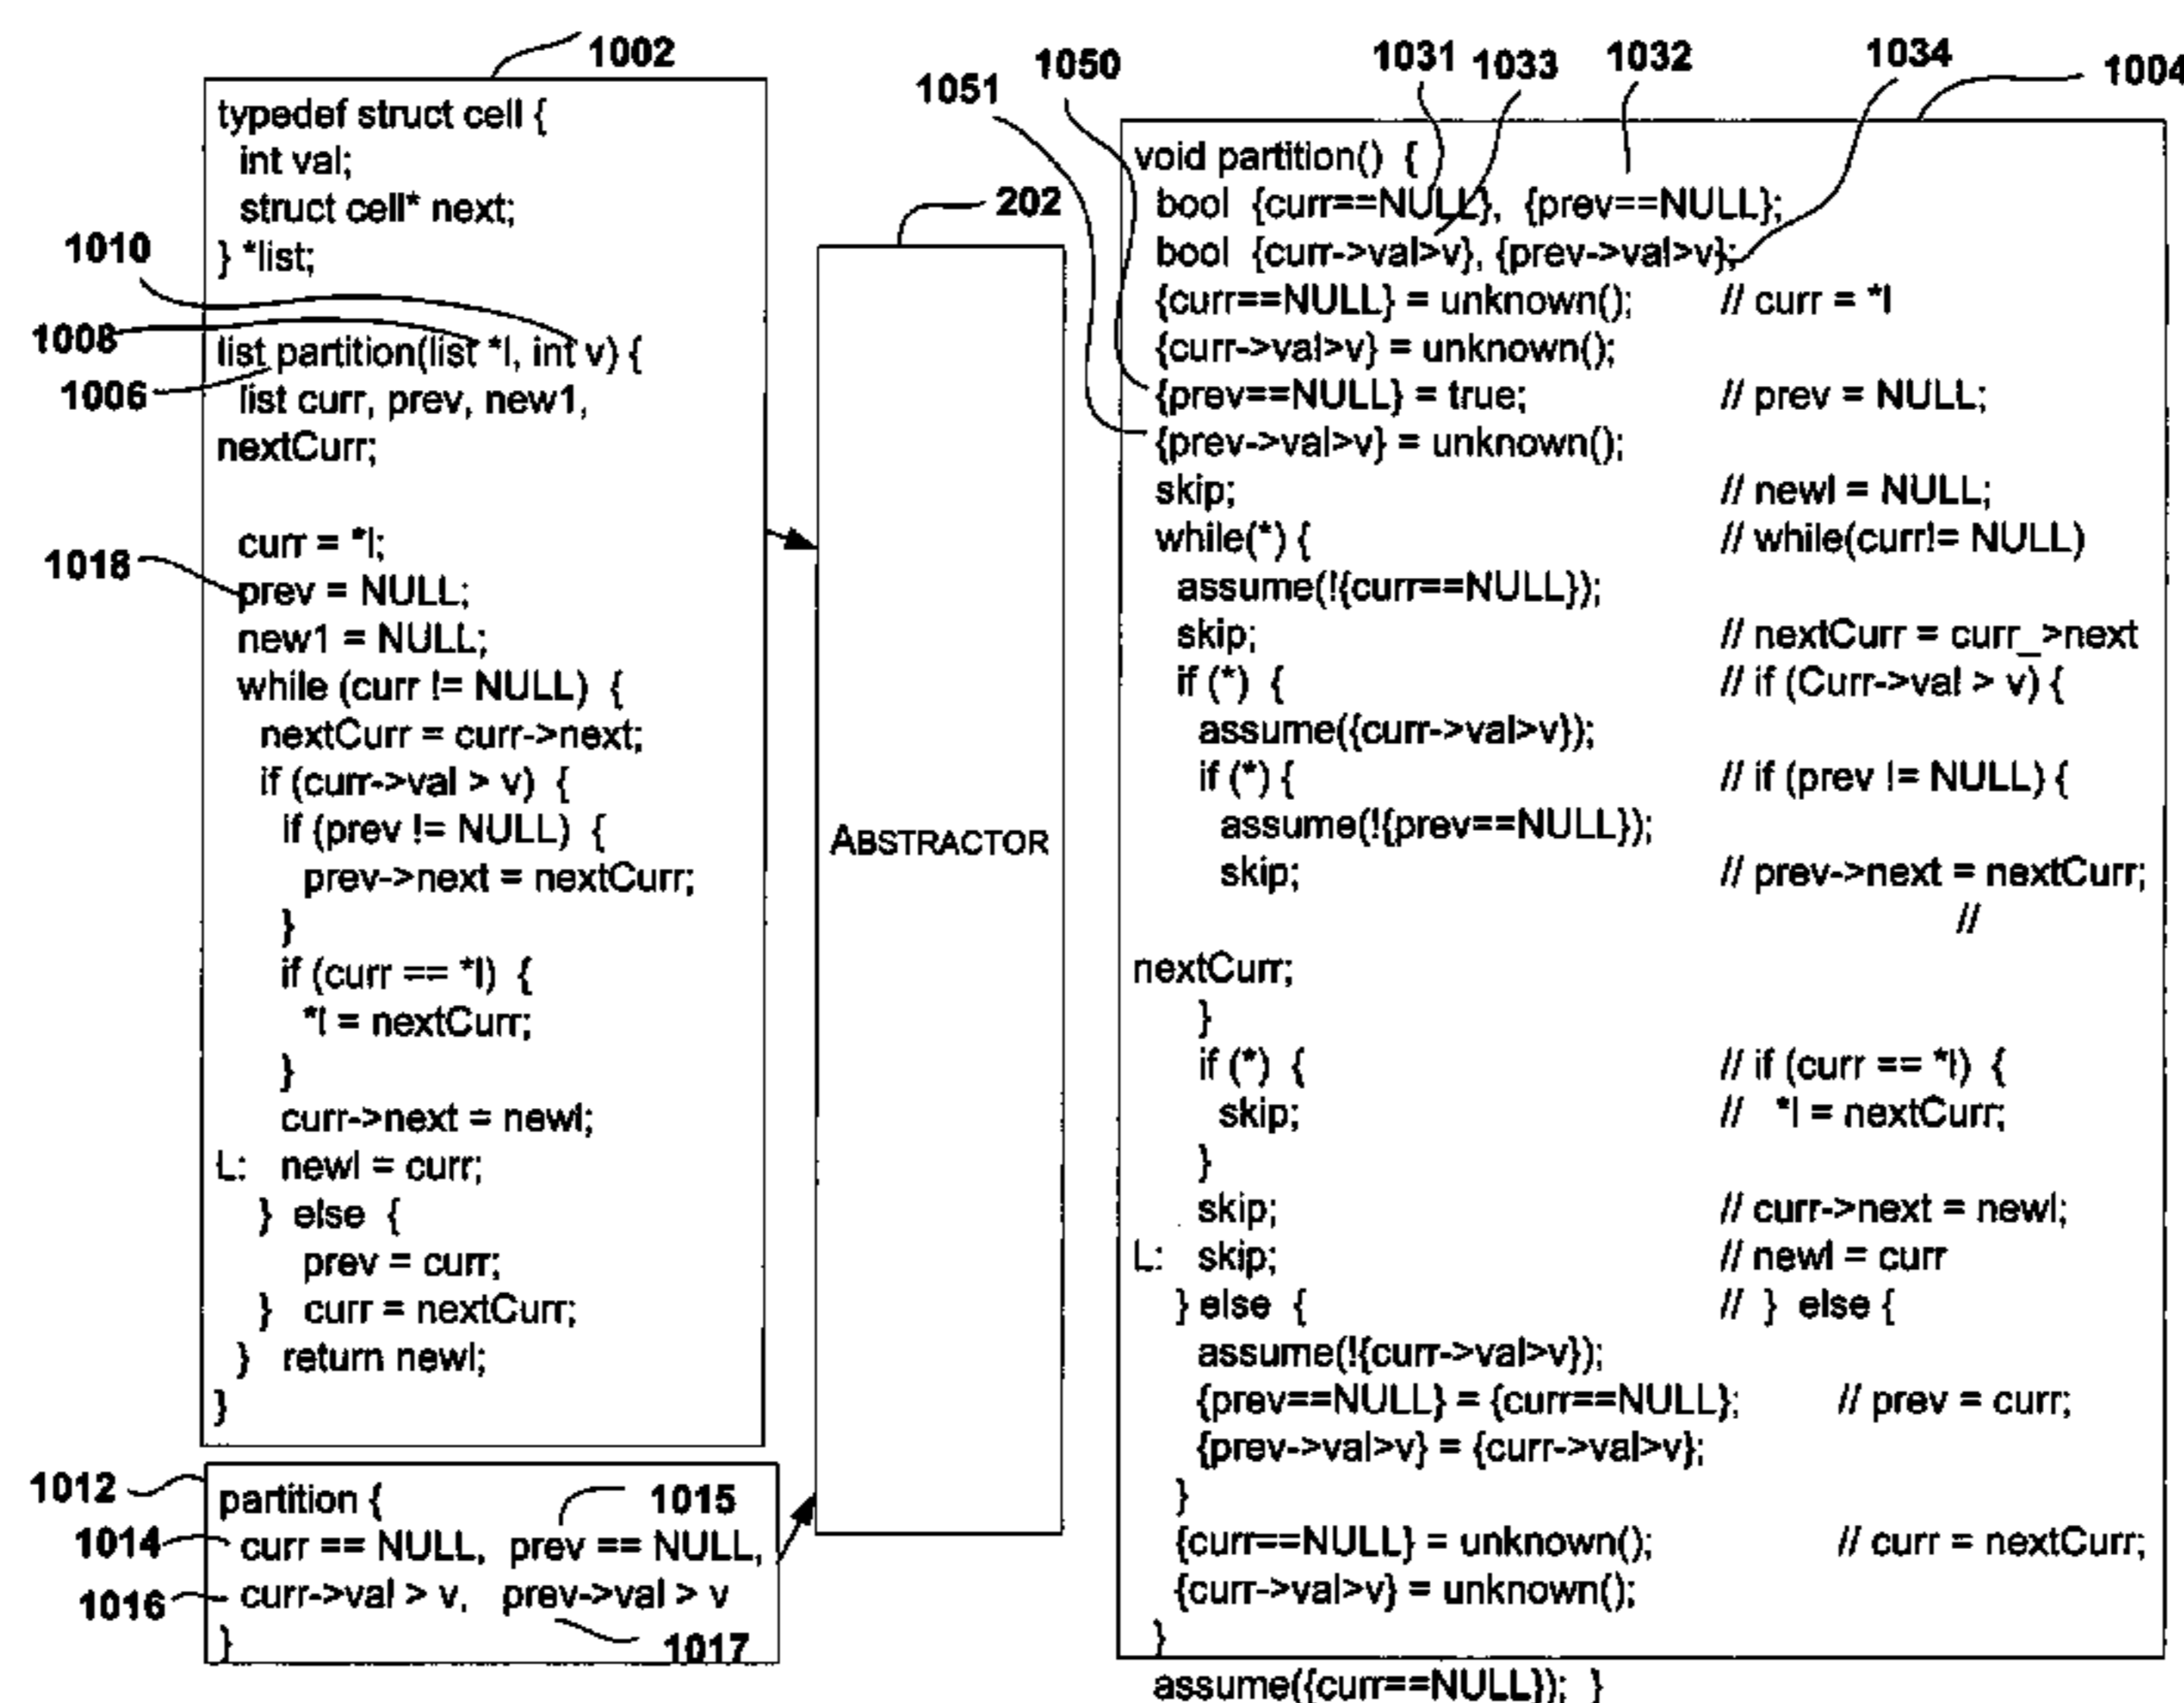 1002
typedef struct cell {
int val;
struct cell* next;
} *list;
1010
1008
list partition(list *l, int v) {
1006
list curr, prev, new1,
nextCurr;
curr = *l;
1018
prev = NULL;
new1 = NULL;
while (curr != NULL) {
nextCurr = curr->next;
if (curr->val > v) {
if (prev != NULL) {
prev->next = nextCurr;
}
if (curr == *l) {
*l = nextCurr;
}
curr->next = newl;
L: newl = curr;
} else {
prev = curr;
} curr = nextCurr;
} return newl;
}
1012
partition {
1015
1014
curr == NULL, prev == NULL,
1016
curr->val > v, prev->val > v
}
1017
202
ABSTRACTOR
1051
1050
1031
1033
1032
1034
1004
void partition() {
bool {curr==NULL}, {prev==NULL};
bool {curr->val>v}, {prev->val>v};
{curr==NULL} = unknown(); // curr = *l
{curr->val>v} = unknown();
{prev==NULL} = true; // prev = NULL;
{prev->val>v} = unknown();
skip; // newl = NULL;
while(*) { // while(curr!= NULL)
assume(!{curr==NULL});
skip; // nextCurr = curr_>next
if (*) { // if (Curr->val > v) {
assume({curr->val>v});
if (*) { // if (prev != NULL) {
assume(!{prev==NULL});
skip; // prev->next = nextCurr;
//
nextCurr;
}
if (*) { // if (curr == *l) {
skip; // *l = nextCurr;
}
skip; // curr->next = newl;
L: skip; // newl = curr
} else { // } else {
assume(!{curr->val>v});
{prev==NULL} = {curr==NULL}; // prev = curr;
{prev->val>v} = {curr->val>v};
}
{curr==NULL} = unknown(); // curr = nextCurr;
{curr->val>v} = unknown();
}
assume({curr==NULL}); }